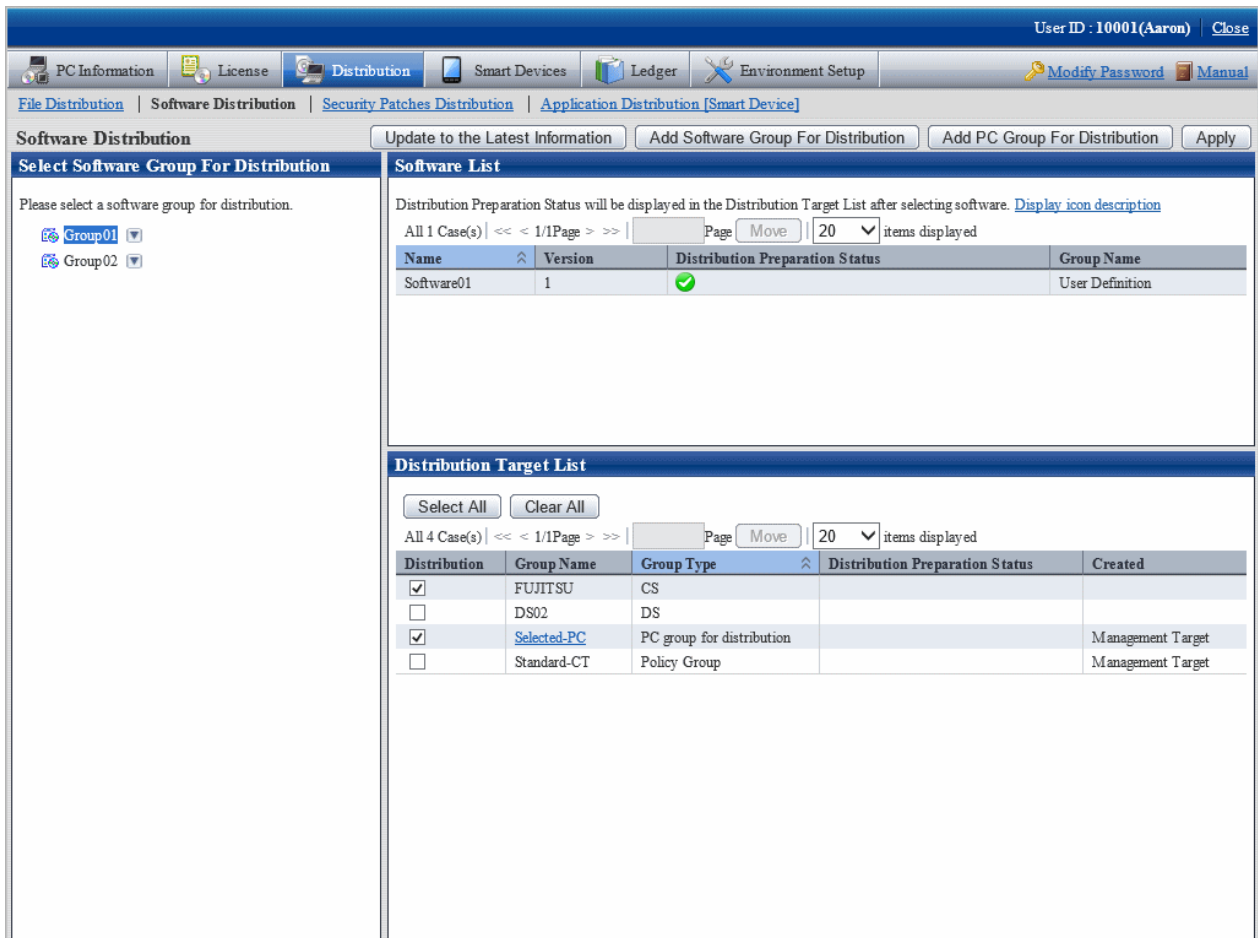 User ID : 10001(Aaron) Close
PC Information License Distribution Smart Devices Ledger Environment Setup Modify Password Manual
File Distribution | Software Distribution | Security Patches Distribution | Application Distribution [Smart Device]
Software Distribution Update to the Latest Information Add Software Group For Distribution Add PC Group For Distribution Apply
Select Software Group For Distribution
Please select a software group for distribution.
Group01
Group02
Software List
Distribution Preparation Status will be displayed in the Distribution Target List after selecting software. Display icon description
All 1 Case(s) | << < 1/1Page > >> | Page Move | 20 items displayed
Name Version Distribution Preparation Status Group Name
Software01 1 User Definition
Distribution Target List
Select All Clear All
All 4 Case(s) | << < 1/1Page > >> | Page Move | 20 items displayed
Distribution Group Name Group Type Distribution Preparation Status Created
FUJITSU CS
DS02 DS
Selected-PC PC group for distribution Management Target
Standard-CT Policy Group Management Target